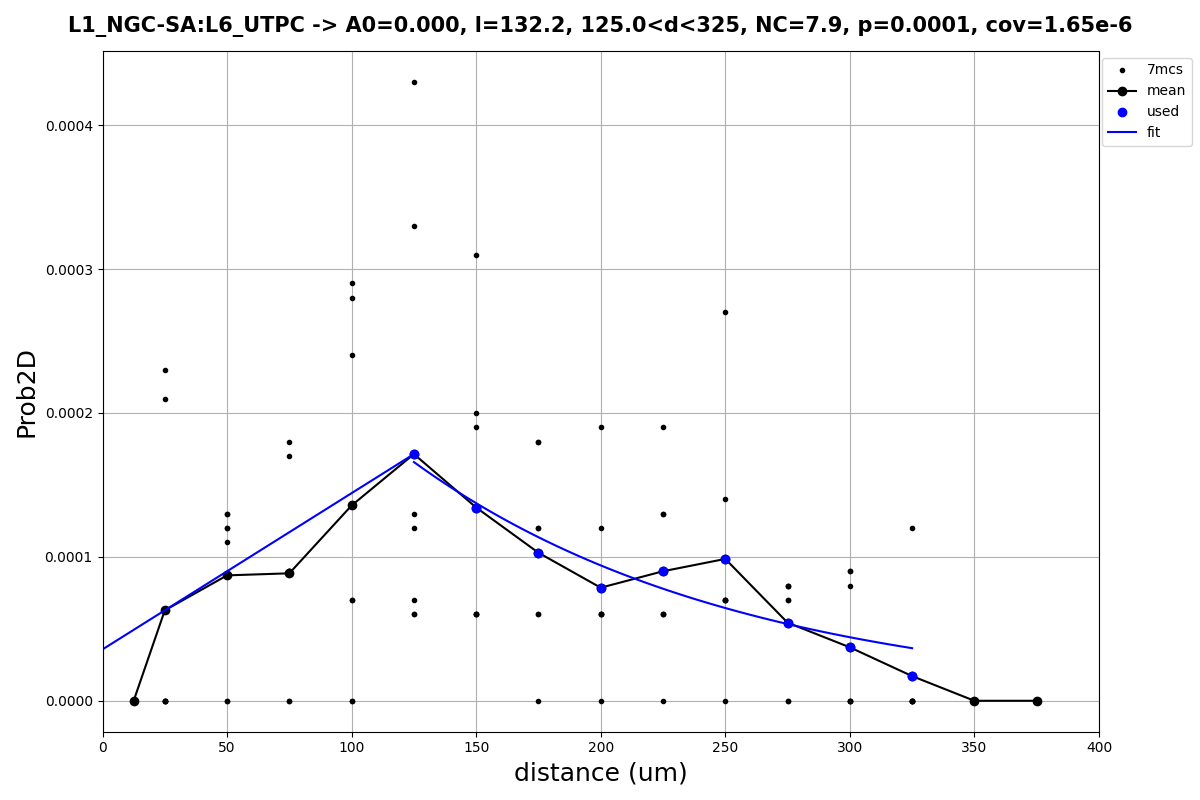 L1_NGC-SA:L6_UTPC -> A0=0.000, l=132.2, 125.0<d<325, NC=7.9, p=0.0001, cov=1.65e-6
7mcs
mean
used
fit
Prob2D
0.0004
0.0003
0.0002
0.0001
0.0000
0 50 100 150 200 250 300 350 400
distance (um)